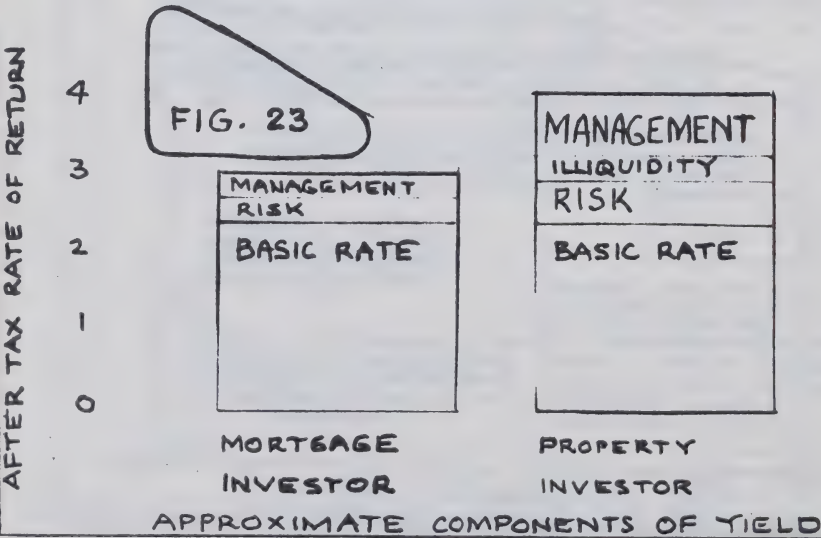 AFTER TAX RATE OF RETURN
4
3
2
1
0
FIG. 23
MANAGEMENT
RISK
BASIC RATE
MANAGEMENT
ILLIQUIDITY
RISK
BASIC RATE
MORTGAGE
INVESTOR
PROPERTY
INVESTOR
APPROXIMATE COMPONENTS OF YIELD